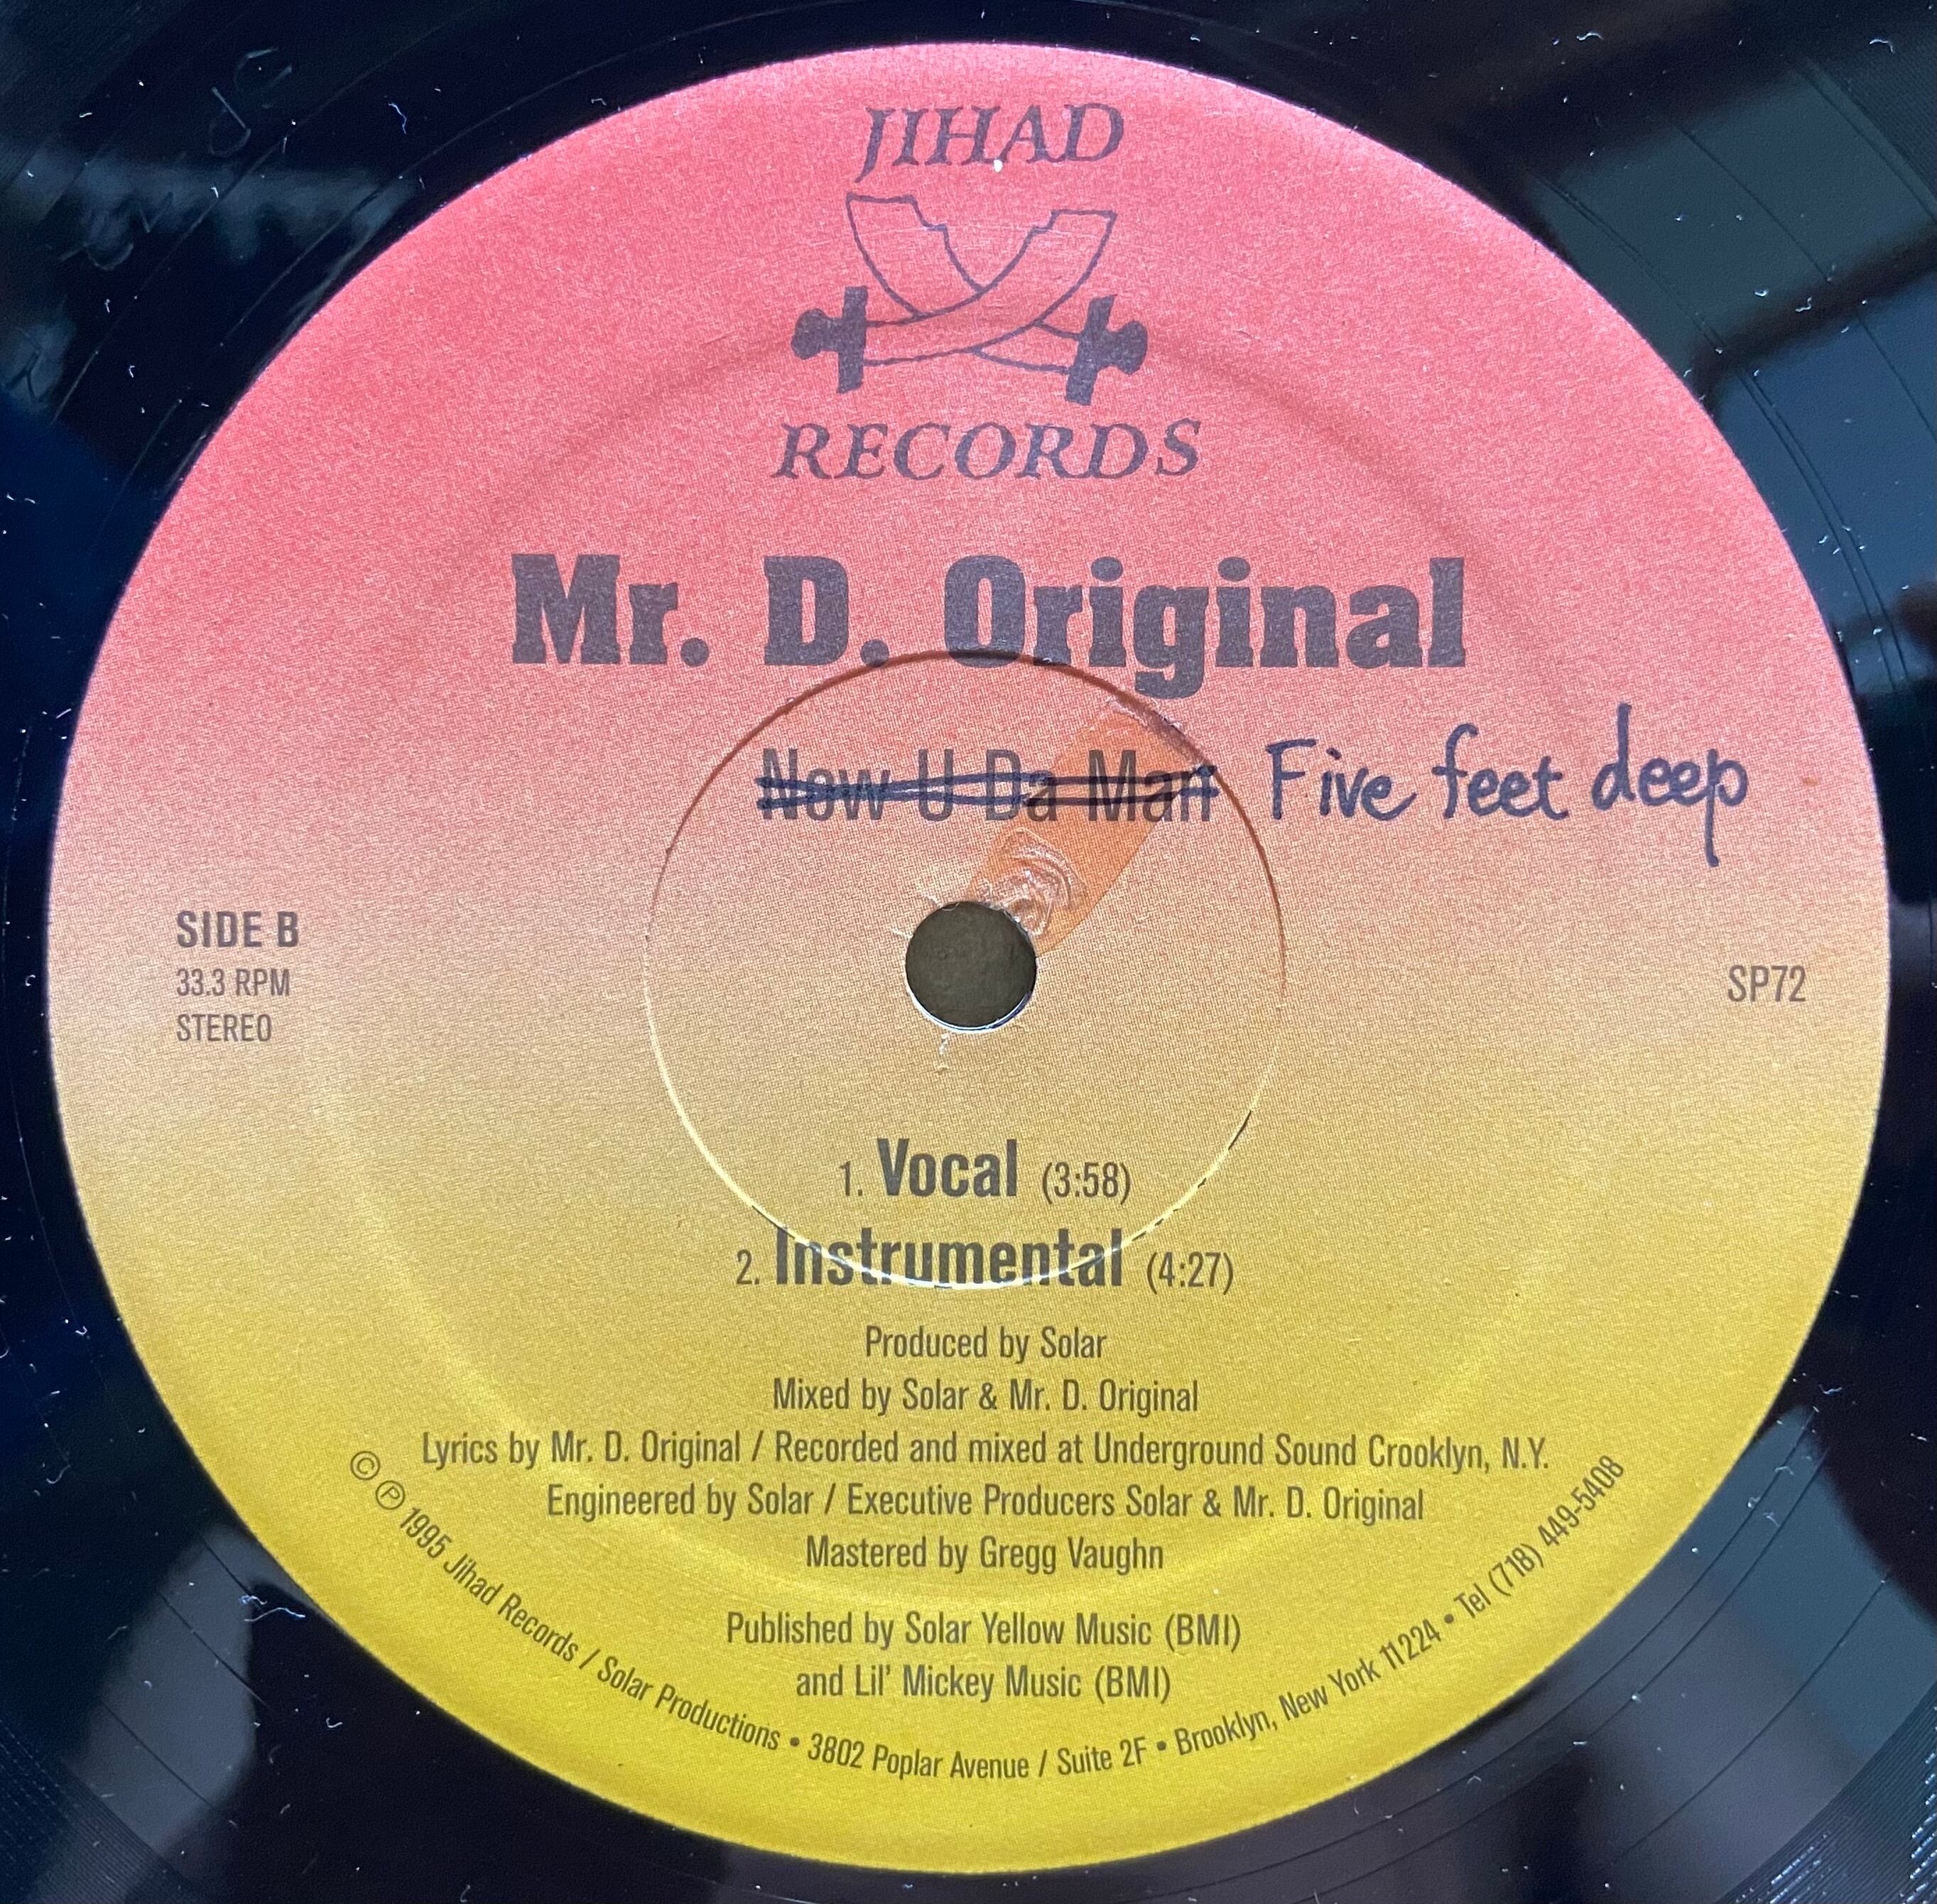 JIHAD
RECORDS
Mr. D. Original
Now U Da Man Five feet deep
SIDE B
33.3 RPM
STEREO
SP72
1. Vocal (3:58)
2. Instrumental (4:27)
Produced by Solar
Mixed by Solar & Mr. D. Original
Lyrics by Mr. D. Original / Recorded and mixed at Underground Sound Crooklyn, N.Y.
Engineered by Solar / Executive Producers Solar & Mr. D. Original
Mastered by Gregg Vaughn
Published by Solar Yellow Music (BMI)
and Lil' Mickey Music (BMI)
© ℗ 1995 Jihad Records / Solar Productions • 3802 Poplar Avenue / Suite 2F • Brooklyn, New York 11224 • Tel (718) 449-5408